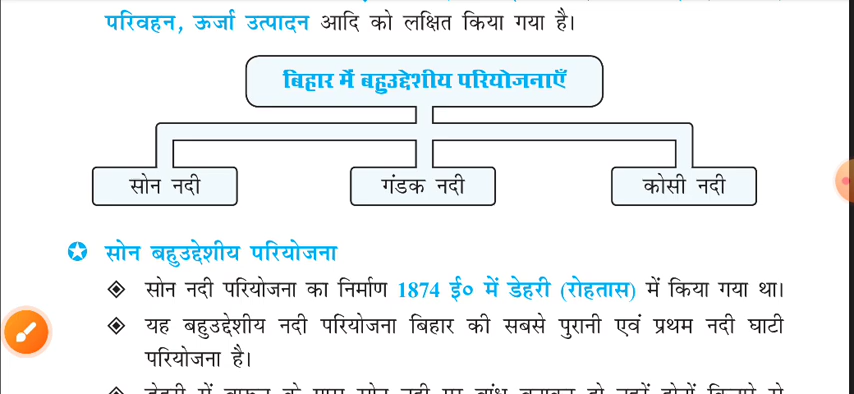 परिवहन, ऊर्जा उत्पादन आदि को लक्षित किया गया है।
बिहार में बहुउद्देशीय परियोजनाएँ
सोन नदी
गंडक नदी
कोसी नदी
सोन बहुउद्देशीय परियोजना
सोन नदी परियोजना का निर्माण 1874 ई० में डेहरी (रोहतास) में किया गया था।
यह बहुउद्देशीय नदी परियोजना बिहार की सबसे पुरानी एवं प्रथम नदी घाटी
परियोजना है।